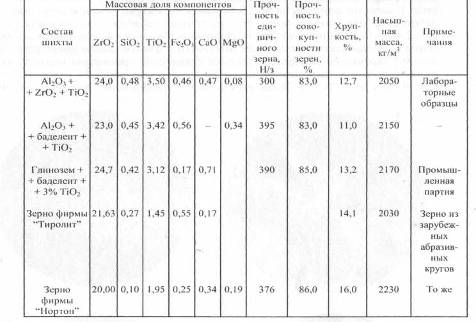 Состав шихты | Массовая доля компонентов | Проч-ность еди-нич-ного зерна, Н/з | Проч-ность сово-куп-ности зерен, % | Хруп-кость, % | Насып-ная масса, кг/м³ | Приме-чания
ZrO₂ | SiO₂ | TiO₂ | Fe₂O₃ | CaO | MgO
Al₂O₃ + | 24,0 | 0,48 | 3,50 | 0,46 | 0,47 | 0,08 | 300 | 83,0 | 12,7 | 2050 | Лабора-
+ ZrO₂ + TiO₂ | торные
образцы
Al₂O₃ + | 23,0 | 0,45 | 3,42 | 0,56 | – | 0,34 | 395 | 83,0 | 11,0 | 2150 | –
+ баделеит +
+ TiO₂
Глинозем + | 24,7 | 0,42 | 3,12 | 0,17 | 0,71 | 390 | 85,0 | 13,2 | 2170 | Промыш-
+ баделеит + | ленная
+ 3% TiO₂ | партия
Зерно фирмы | 21,63 | 0,27 | 1,45 | 0,55 | 0,17 | 14,1 | 2030 | Зерно из
"Тиролит" | зарубеж-
ных
абразив-
ных
кругов
Зерно | 20,00 | 0,10 | 1,95 | 0,25 | 0,34 | 0,19 | 376 | 86,0 | 16,0 | 2230 | То же
фирмы
"Нортон"